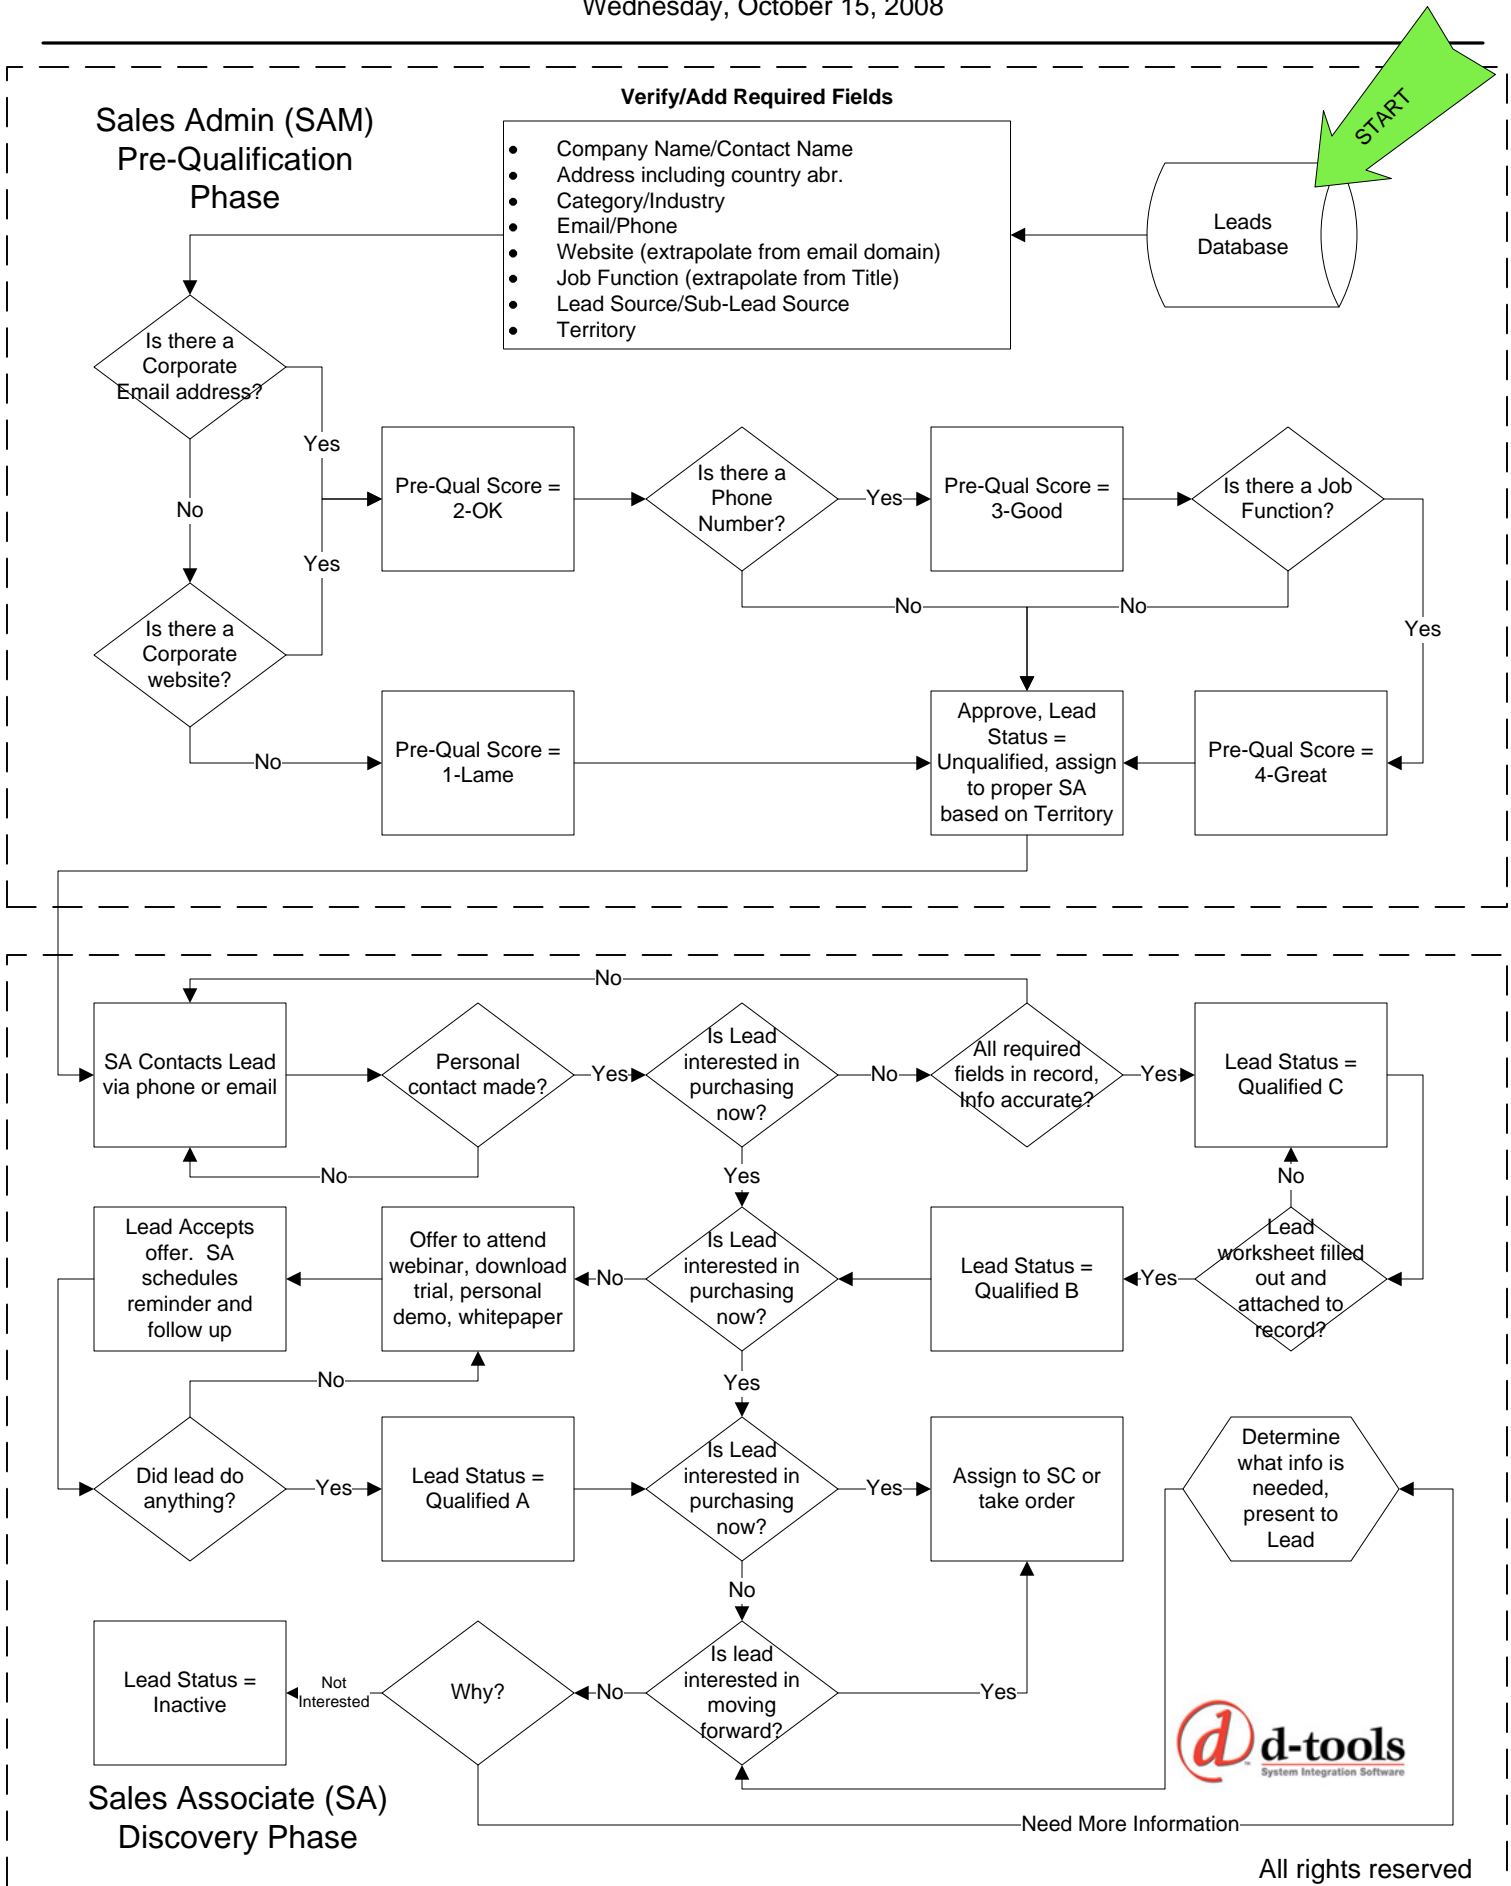 Wednesday, October 15, 2008
START
Sales Admin (SAM)
Pre-Qualification
Phase
Verify/Add Required Fields
• Company Name/Contact Name
• Address including country abr.
• Category/Industry
• Email/Phone
• Website (extrapolate from email domain)
• Job Function (extrapolate from Title)
• Lead Source/Sub-Lead Source
• Territory
Leads
Database
Is there a
Corporate
Email address?
Yes
No
Pre-Qual Score =
2-OK
Is there a
Phone
Number?
Yes
Pre-Qual Score =
3-Good
Is there a Job
Function?
Yes
No
No
Yes
Is there a
Corporate
website?
No
Pre-Qual Score =
1-Lame
Approve, Lead
Status =
Unqualified, assign
to proper SA
based on Territory
Pre-Qual Score =
4-Great
No
SA Contacts Lead
via phone or email
Personal
contact made?
Yes
Is Lead
interested in
purchasing
now?
No
All required
fields in record,
Info accurate?
Yes
Lead Status =
Qualified C
No
Yes
No
Lead Accepts
offer. SA
schedules
reminder and
follow up
Offer to attend
webinar, download
trial, personal
demo, whitepaper
No
Is Lead
interested in
purchasing
now?
Lead Status =
Qualified B
Yes
Lead
worksheet filled
out and
attached to
record?
No
Yes
Did lead do
anything?
Yes
Lead Status =
Qualified A
Is Lead
interested in
purchasing
now?
Yes
Assign to SC or
take order
Determine
what info is
needed,
present to
Lead
No
Lead Status =
Inactive
Not
Interested
Why?
No
Is lead
interested in
moving
forward?
Yes
d d-tools
System Integration Software
Sales Associate (SA)
Discovery Phase
Need More Information
All rights reserved